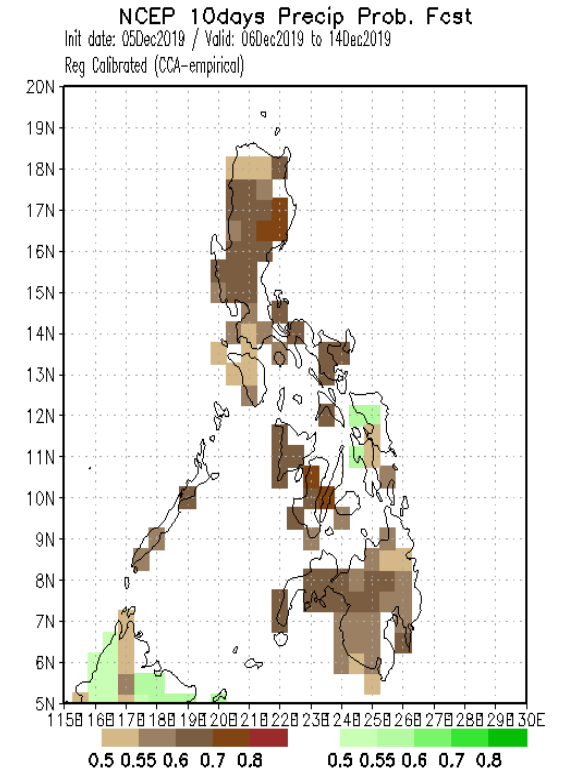 NCEP 10days Precip Prob. Fcst
Init date: 05Dec2019 / Valid: 06Dec2019 to 14Dec2019
Reg Calibrated (CCA-empirical)
20N
19N
18N
17N
16N
15N
14N
13N
12N
11N
10N
9N
8N
7N
6N
5N
115E 116E 117E 118E 119E 120E 121E 122E 123E 124E 125E 126E 127E 128E 129E 130E
0.5 0.55 0.6 0.7 0.8 0.5 0.55 0.6 0.7 0.8